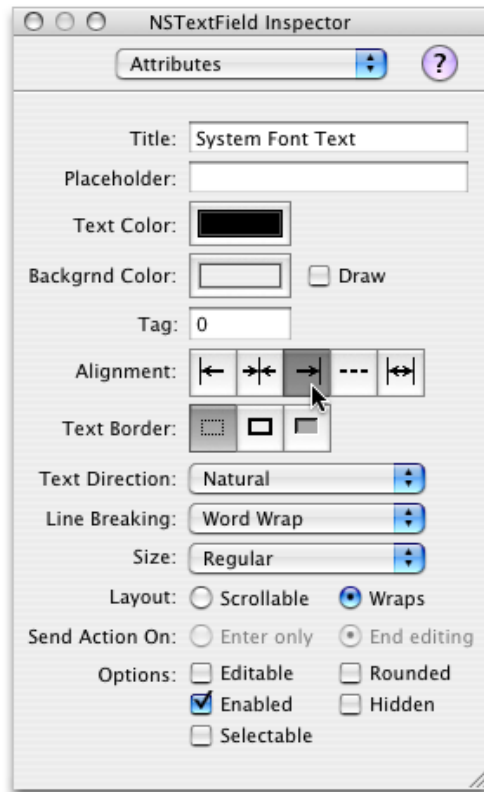 NSTextField Inspector
Attributes
?
Title: System Font Text
Placeholder:
Text Color:
Backgrnd Color: Draw
Tag: 0
Alignment:
Text Border:
Text Direction: Natural
Line Breaking: Word Wrap
Size: Regular
Layout: Scrollable Wraps
Send Action On: Enter only End editing
Options: Editable Rounded
Enabled Hidden
Selectable